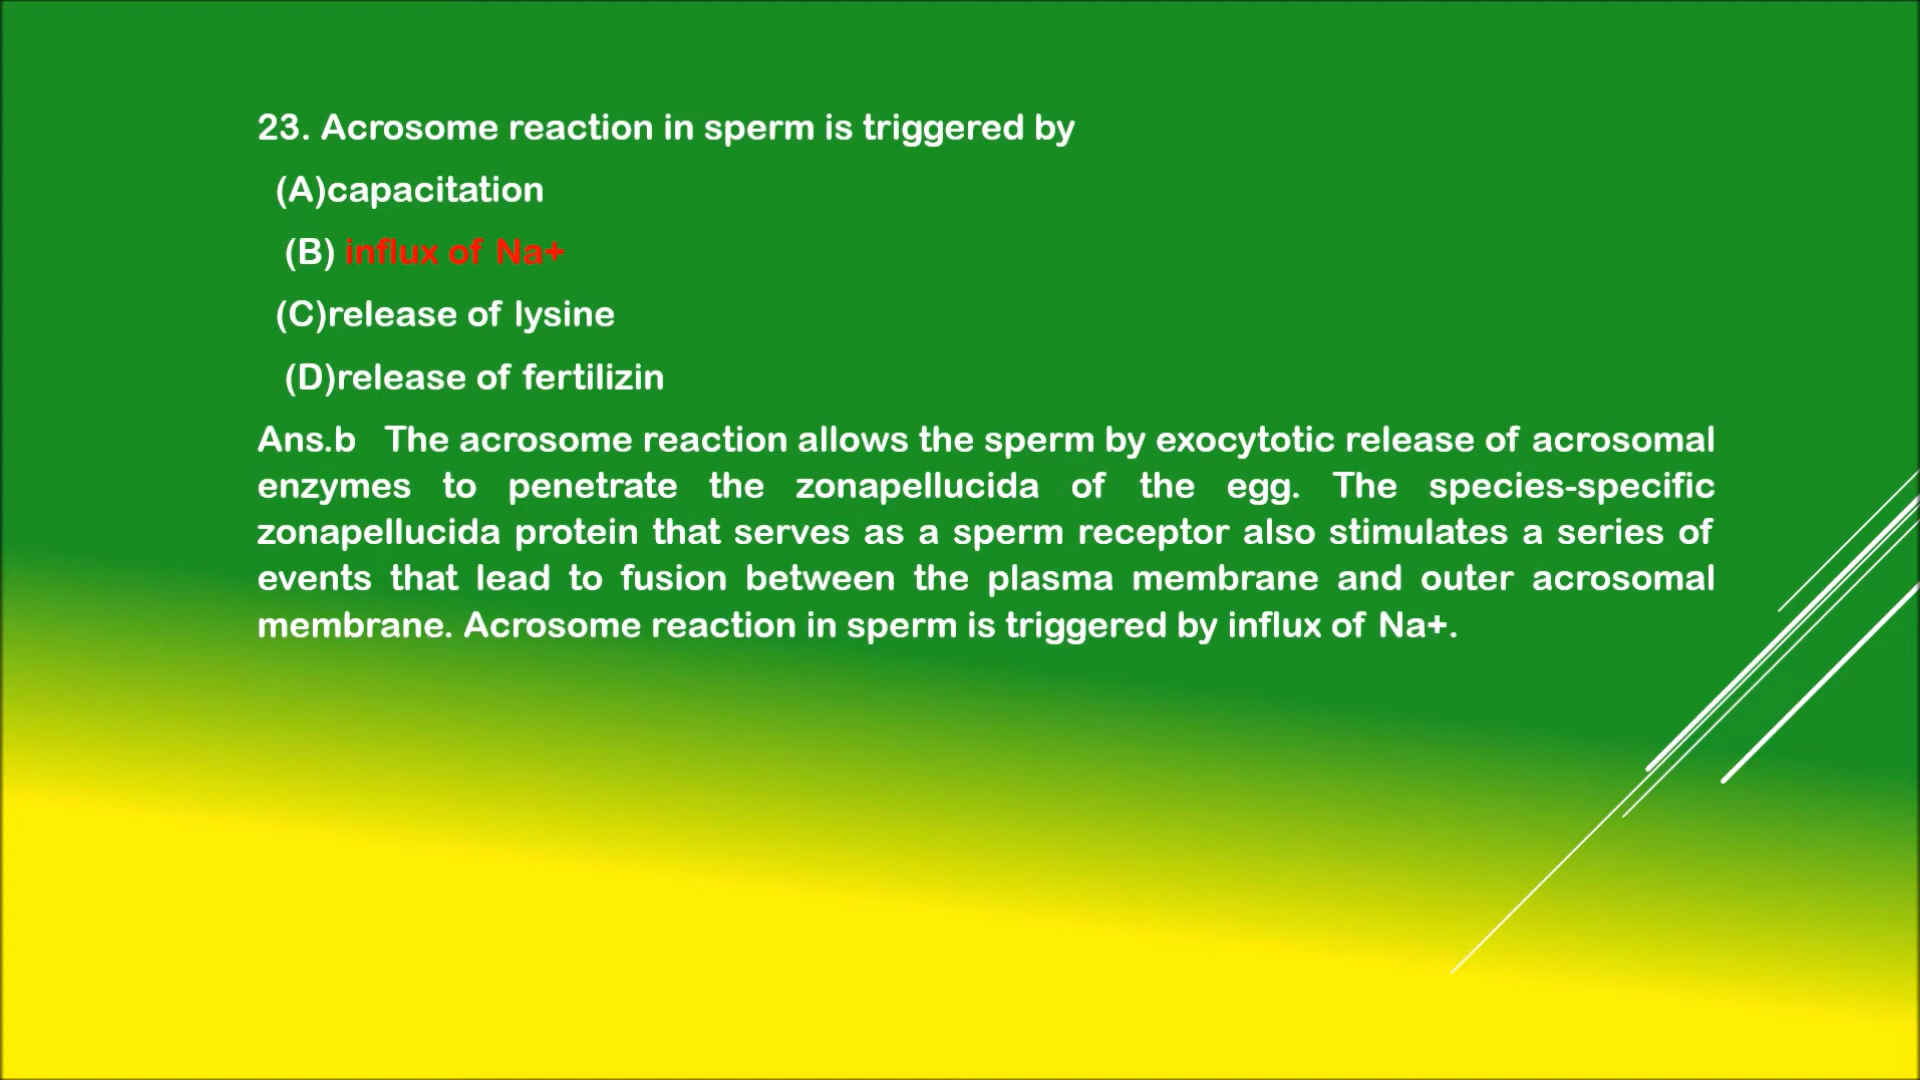 23. Acrosome reaction in sperm is triggered by
(A)capacitation
(B) influx of Na+
(C)release of lysine
(D)release of fertilizin
Ans.b The acrosome reaction allows the sperm by exocytotic release of acrosomal
enzymes to penetrate the zonapellucida of the egg. The species-specific
zonapellucida protein that serves as a sperm receptor also stimulates a series of
events that lead to fusion between the plasma membrane and outer acrosomal
membrane. Acrosome reaction in sperm is triggered by influx of Na+.